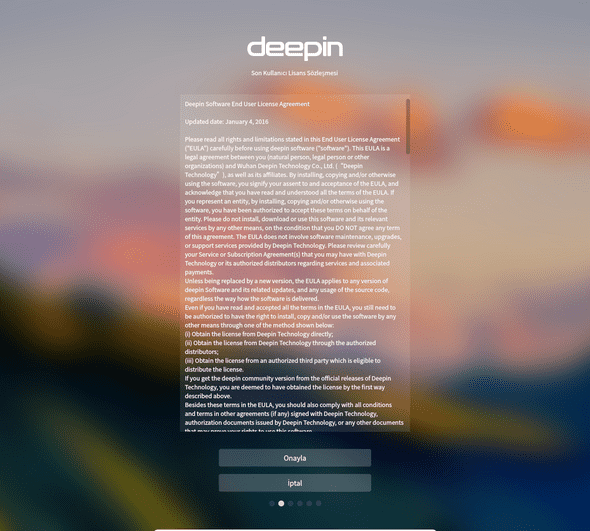 deepin
Son Kullanıcı Lisans Sözleşmesi
Deepin Software End User License Agreement
Updated date: January 4, 2016
Please read all rights and limitations stated in this End User License Agreement
("EULA") carefully before using deepin software ("software"). This EULA is a
legal agreement between you (natural person, legal person or other
organizations) and Wuhan Deepin Technology Co., Ltd. (“Deepin
Technology”), as well as its affiliates. By installing, copying and/or otherwise
using the software, you signify your assent to and acceptance of the EULA, and
acknowledge that you have read and understood all the terms of the EULA. If
you represent an entity, by installing, copying and/or otherwise using the
software, you have been authorized to accept these terms on behalf of the
entity. Please do not install, download or use this software and its relevant
services by any other means, on the condition that you DO NOT agree any term
of this agreement. The EULA does not involve software maintenance, upgrades,
or support services provided by Deepin Technology. Please review carefully
your Service or Subscription Agreement(s) that you may have with Deepin
Technology or its authorized distributors regarding services and associated
payments.
Unless being replaced by a new version, the EULA applies to any version of
deepin Software and its related updates, and any usage of the source code,
regardless the way how the software is delivered.
Even if you have read and accepted all the terms in the EULA, you still need to
be authorized to have the right to install, copy and/or use the software by any
other means through one of the method shown below:
(i) Obtain the license from Deepin Technology directly;
(ii) Obtain the license from Deepin Technology through the authorized
distributors;
(iii) Obtain the license from an authorized third party which is eligible to
distribute the license.
If you get the deepin community version from the official releases of Deepin
Technology, you are deemed to have obtained the license by the first way
described above.
Besides these terms in the EULA, you should also comply with all conditions
and terms in other agreements (if any) signed with Deepin Technology,
authorization documents issued by Deepin Technology, or any other documents
that may prove your rights to use this software.
Onayla
iptal